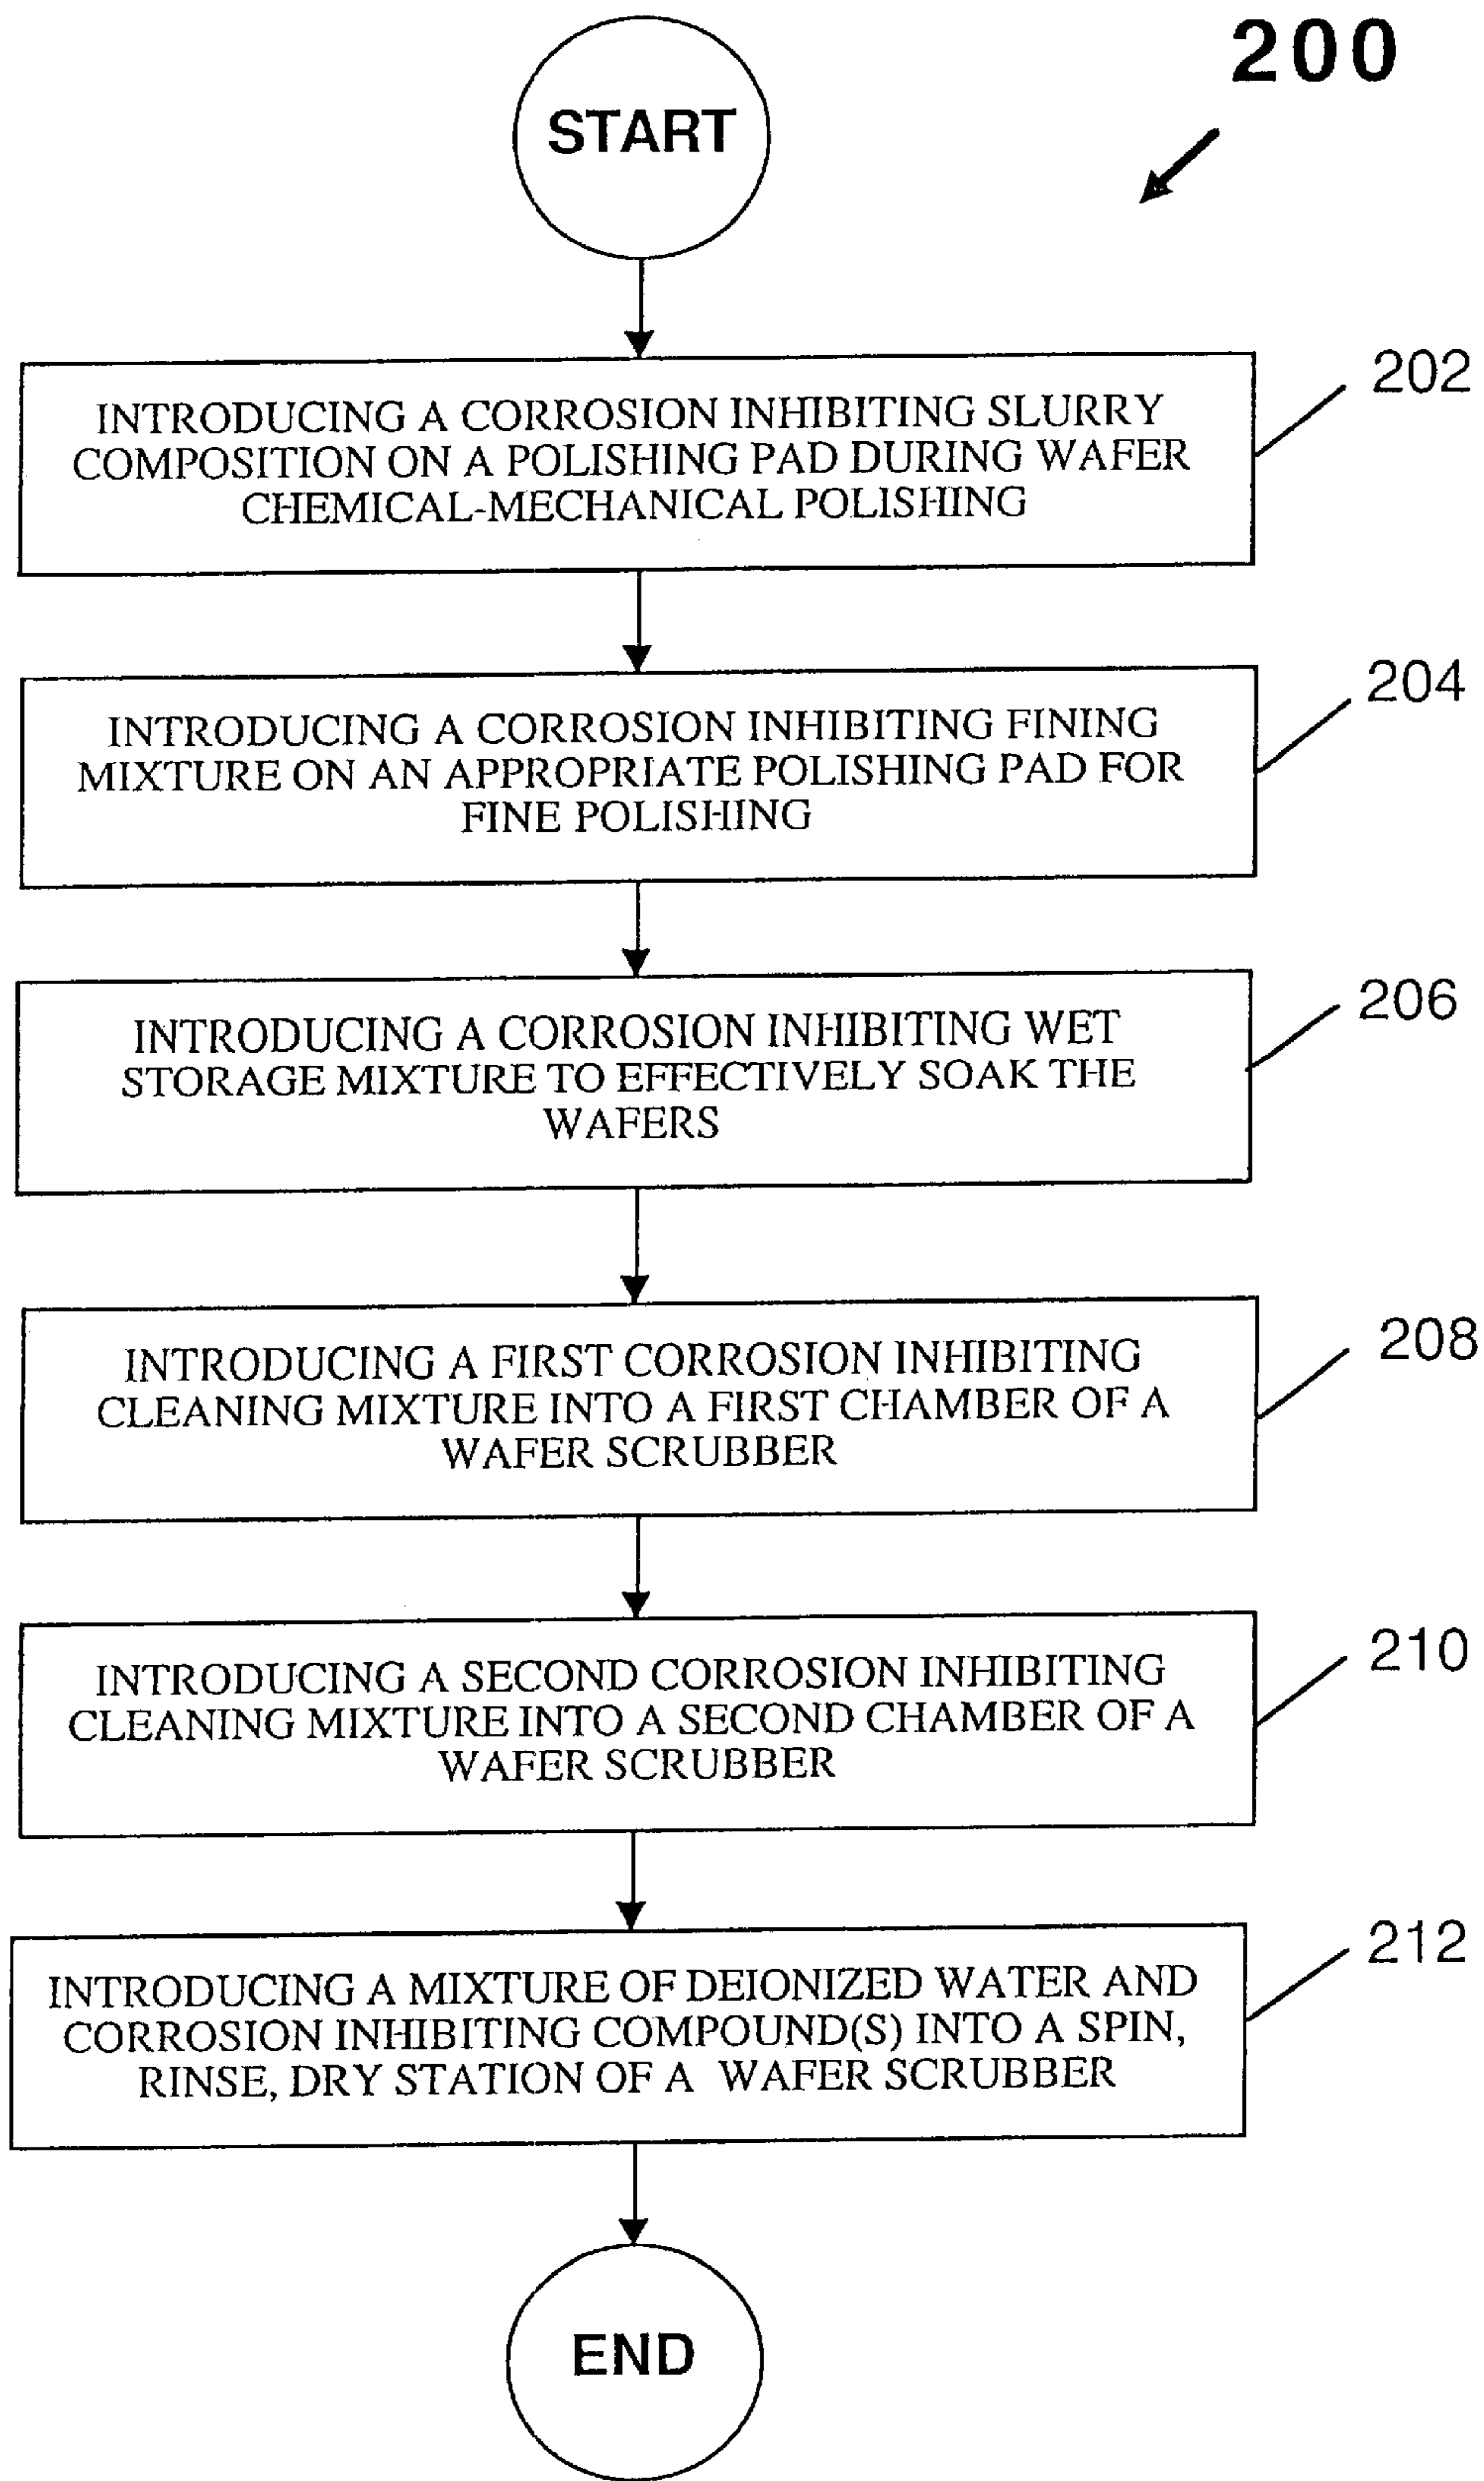 200
START
202
INTRODUCING A CORROSION INHIBITING SLURRY
COMPOSITION ON A POLISHING PAD DURING WAFER
CHEMICAL-MECHANICAL POLISHING
204
INTRODUCING A CORROSION INHIBITING FINING
MIXTURE ON AN APPROPRIATE POLISHING PAD FOR
FINE POLISHING
206
INTRODUCING A CORROSION INHIBITING WET
STORAGE MIXTURE TO EFFECTIVELY SOAK THE
WAFERS
208
INTRODUCING A FIRST CORROSION INHIBITING
CLEANING MIXTURE INTO A FIRST CHAMBER OF A
WAFER SCRUBBER
210
INTRODUCING A SECOND CORROSION INHIBITING
CLEANING MIXTURE INTO A SECOND CHAMBER OF A
WAFER SCRUBBER
212
INTRODUCING A MIXTURE OF DEIONIZED WATER AND
CORROSION INHIBITING COMPOUND(S) INTO A SPIN,
RINSE, DRY STATION OF A WAFER SCRUBBER
END